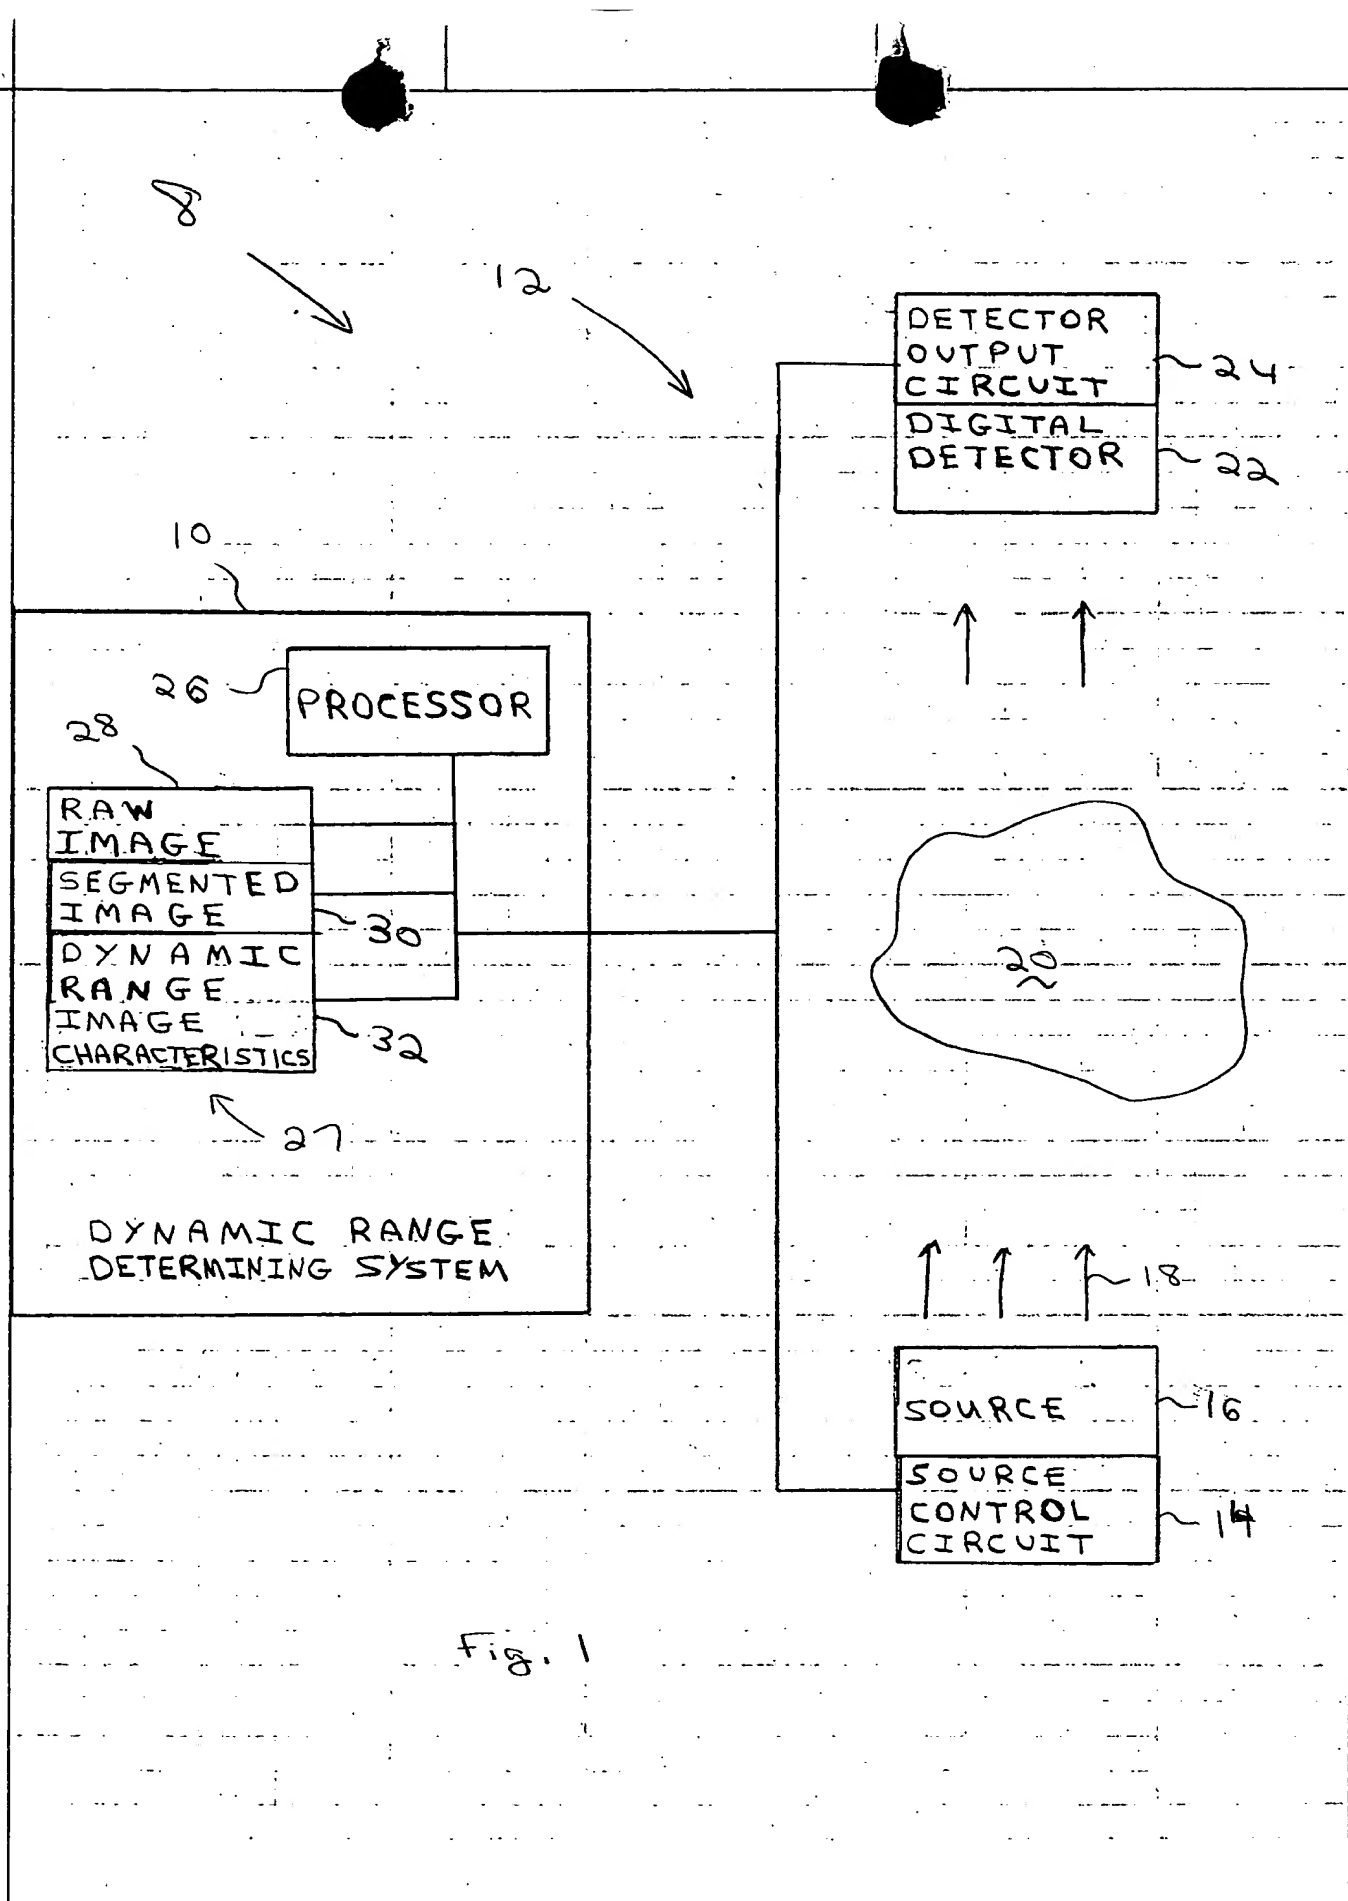 8
12
DETECTOR
OUTPUT
CIRCUIT
24
DIGITAL
DETECTOR
22
10
26
PROCESSOR
28
RAW
IMAGE
SEGMENTED
IMAGE
30
DYNAMIC
RANGE
IMAGE
CHARACTERISTICS
32
27
DYNAMIC RANGE
DETERMINING SYSTEM
20
18
SOURCE
16
SOURCE
CONTROL
CIRCUIT
14
Fig. 1